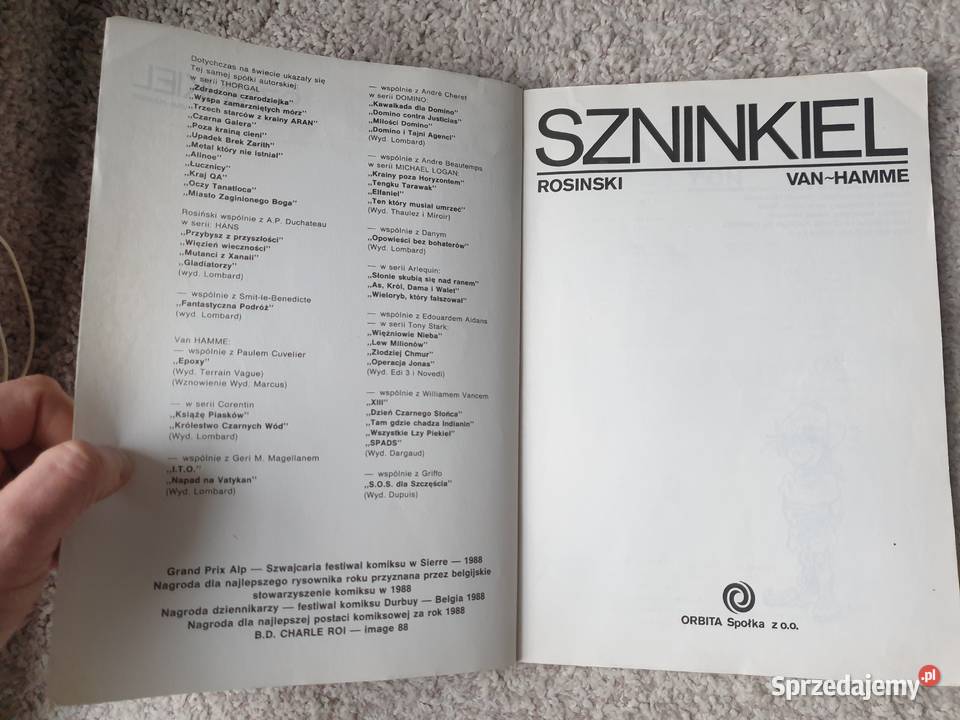 Dotychczas na świecie ukazały się
Tej samej spółki autorskiej:
w serii THORGAL
„Zdradzona czarodziejka"
„Wyspa zamarzniętych mórz"
„Trzech starców z krainy ARAN"
„Czarna Galera"
„Poza krainą cieni"
„Upadek Brek Zarith"
„Metal który nie istniał"
„Alinoe"
„Łucznicy"
„Kraj QA"
„Oczy Tanatloca"
„Miasto Zaginionego Boga"
Rosiński wspólnie z A.P. Duchateau
w serii: HANS
„Przybysz z przyszłości"
„Więzień wieczności"
„Mutanci z Xanaii"
„Gladiatorzy"
(wyd. Lombard)
— wspólnie z Smit-le-Benedicte
„Fantastyczna Podróż"
(wyd. Lombard)
Van HAMME:
— wspólnie z Paulem Cuvelier
„Epoxy"
(Wyd. Terrain Vague)
(Wznowienie Wyd. Marcus)
— w serii Corentin
„Książę Piasków"
„Królestwo Czarnych Wód"
(Wyd. Lombard)
— wspólnie z Geri M. Magellanem
„I.T.O."
„Napad na Vatykan"
(Wyd. Lombard)
— wspólnie z André Cheret
w serii DOMINO:
„Kawalkada dla Domino"
„Domino contra Justicias"
„Miłości Domino"
„Domino i Tajni Agenci"
(Wyd. Lombard)
— wspólnie z Andre Beautemps
w serii MICHAEL LOGAN:
„Krainy poza Horyzontem"
„Tengku Tarawak"
„Elfaniel"
„Ten który musiał umrzeć"
(Wyd. Thaulez i Miroir)
— wspólnie z Danym
„Opowieści bez bohaterów"
(Wyd. Lombard)
— w serii Arlequin:
„Słonie skubią się nad ranem"
„As, Król, Dama i Walet"
„Wieloryb, który fałszował"
— wspólnie z Edouardem Aidans
— w serii Tony Stark:
„Więźniowie Nieba"
„Lew Milionów"
„Złodziej Chmur"
„Operacja Jonas"
(Wyd. Edi 3 i Novedi)
— wspólnie z Williamem Vancem
„XIII"
„Dzień Czarnego Słońca"
„Tam gdzie chadza Indianin"
„Wszystkie Łzy Piekieł"
„SPADS"
(Wyd. Dargaud)
— wspólnie z Griffo
„S.O.S. dla Szczęścia"
(Wyd. Dupuis)
Grand Prix Alp — Szwajcaria festiwal komiksu w Sierre — 1988
Nagroda dla najlepszego rysownika roku przyznana przez belgijskie
stowarzyszenie komiksu w 1988
Nagroda dziennikarzy — festiwal komiksu Durbuy — Belgia 1988
Nagroda dla najlepszej postaci komiksowej za rok 1988
B.D. CHARLE ROI — image 88
SZNINKIEL
ROSINSKI VAN~HAMME
ORBITA Spółka z o.o.
Sprzedajemy.pl